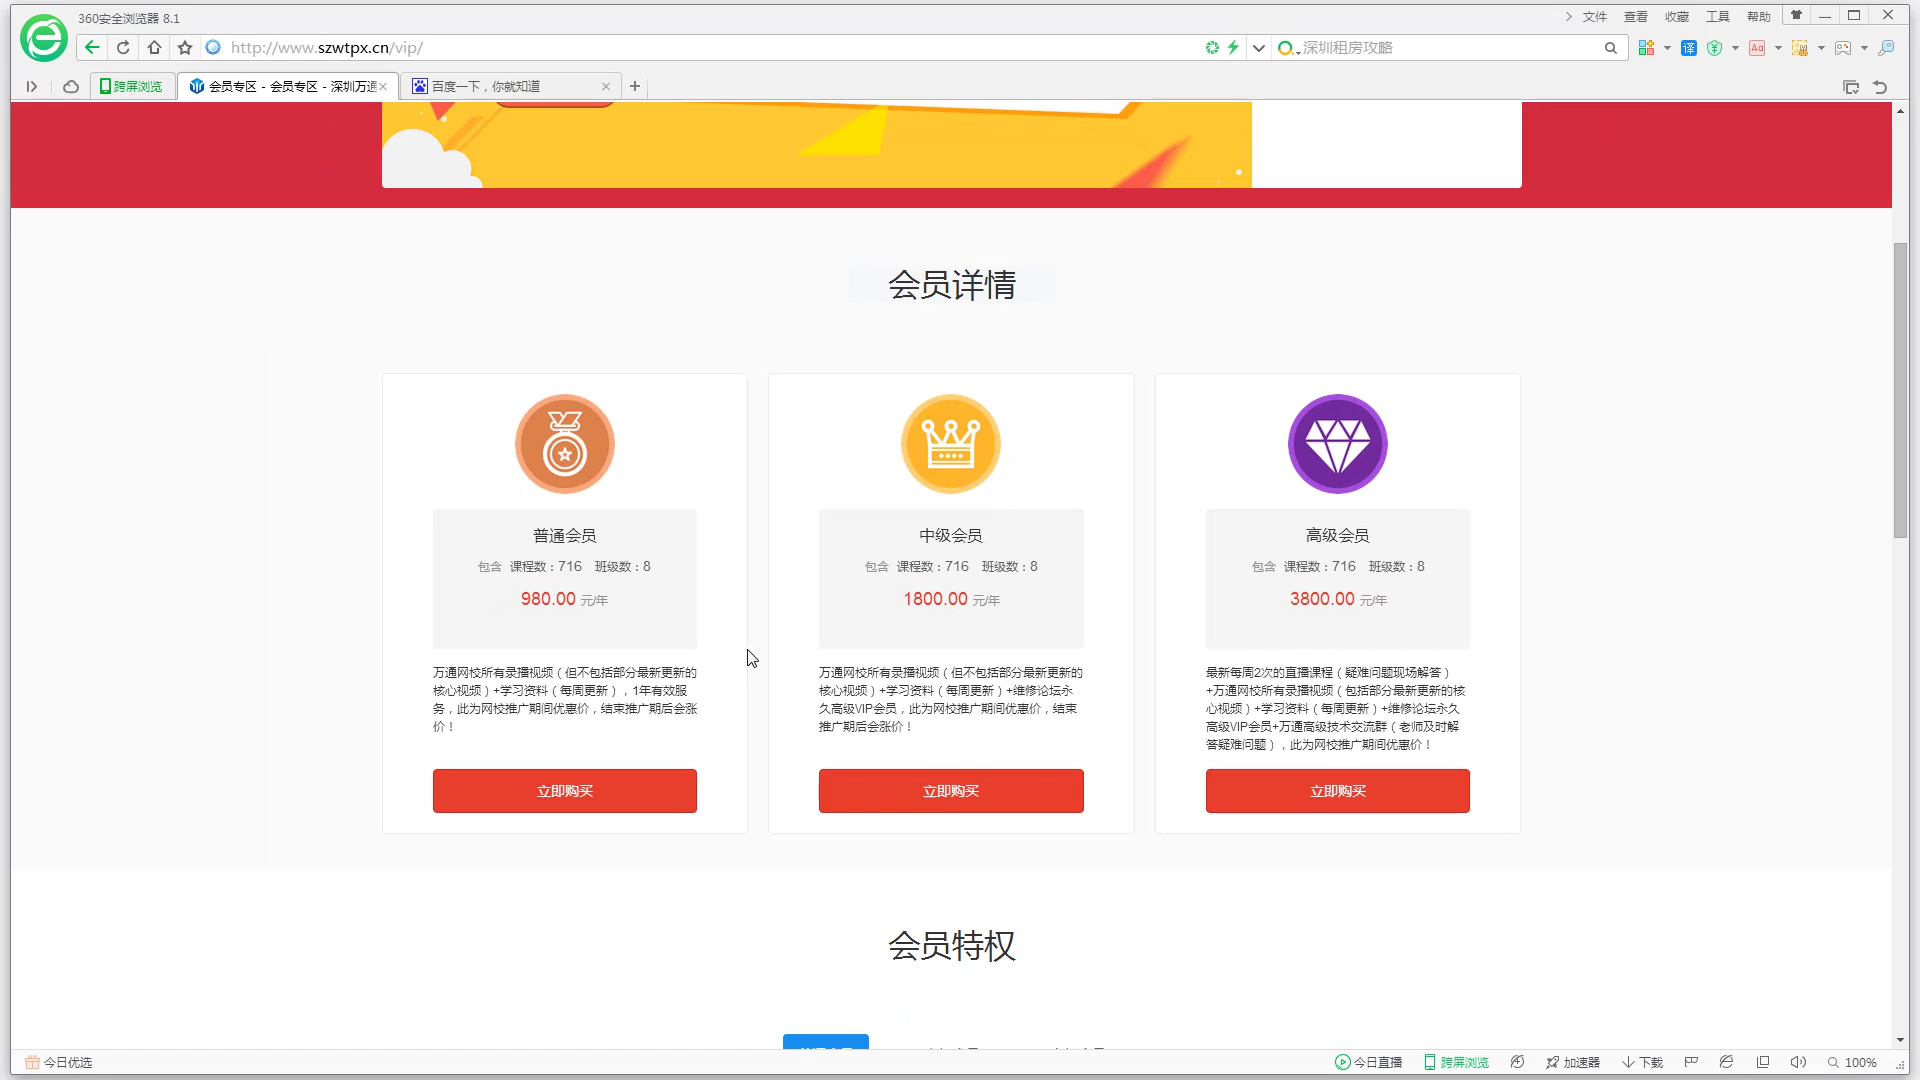 360安全浏览器 8.1
文件 查看 收藏 工具 帮助
http://www.szwtpx.cn/vip/
深圳租房攻略
跨屏浏览
会员专区 - 会员专区 - 深圳万通
百度一下，你就知道
会员详情
普通会员
包含 课程数：716 班级数：8
980.00 元/年
万通网校所有录播视频（但不包括部分最新更新的
核心视频）+学习资料（每周更新），1年有效服
务，此为网校推广期间优惠价，结束推广期后会涨
价！
立即购买
中级会员
包含 课程数：716 班级数：8
1800.00 元/年
万通网校所有录播视频（但不包括部分最新更新的
核心视频）+学习资料（每周更新）+维修论坛永
久高级VIP会员，此为网校推广期间优惠价，结束
推广期后会涨价！
立即购买
高级会员
包含 课程数：716 班级数：8
3800.00 元/年
最新每周2次的直播课程（疑难问题现场解答）
+万通网校所有录播视频（包括部分最新更新的核
心视频）+学习资料（每周更新）+维修论坛永久
高级VIP会员+万通高级技术交流群（老师及时解
答疑难问题），此为网校推广期间优惠价！
立即购买
会员特权
今日优选
今日直播 跨屏浏览 加速器 下载 100%